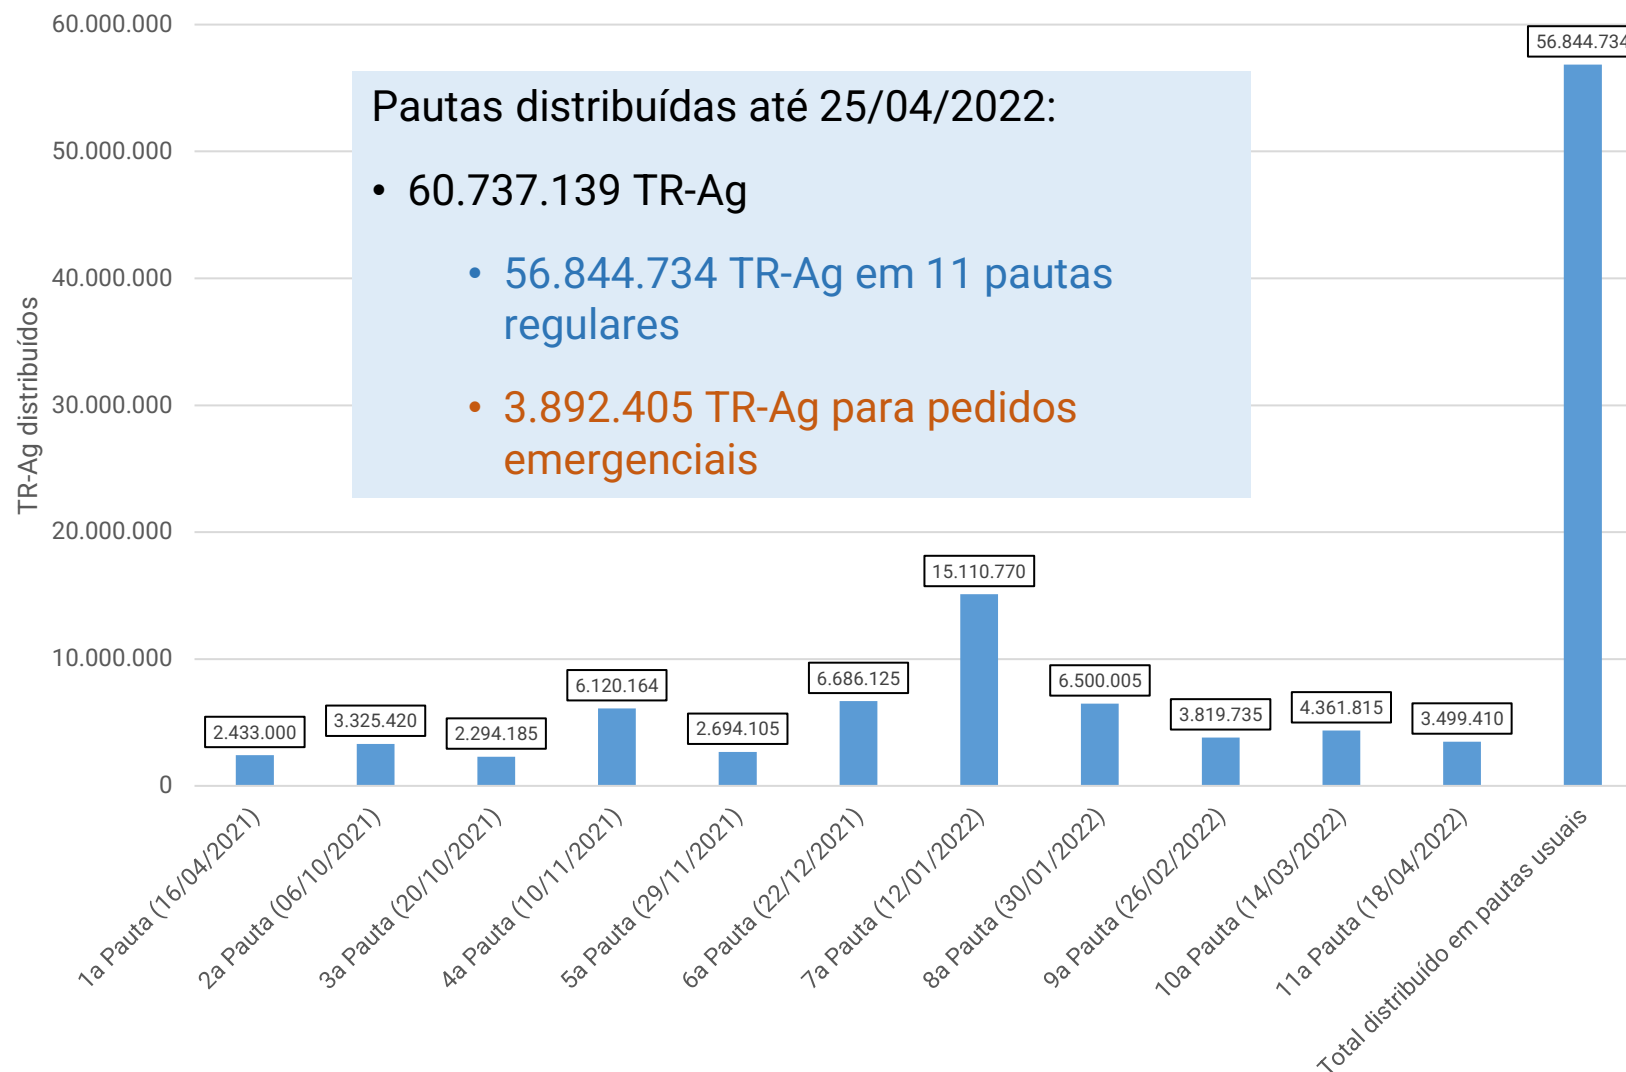 60.000.000
50.000.000
40.000.000
30.000.000
20.000.000
10.000.000
0
TR-Ag distribuídos
Pautas distribuídas até 25/04/2022:
• 60.737.139 TR-Ag
• 56.844.734 TR-Ag em 11 pautas
regulares
• 3.892.405 TR-Ag para pedidos
emergenciais
2.433.000
3.325.420
2.294.185
6.120.164
2.694.105
6.686.125
15.110.770
6.500.005
3.819.735
4.361.815
3.499.410
56.844.734
1a Pauta (16/04/2021)
2a Pauta (06/10/2021)
3a Pauta (20/10/2021)
4a Pauta (10/11/2021)
5a Pauta (29/11/2021)
6a Pauta (22/12/2021)
7a Pauta (12/01/2022)
8a Pauta (30/01/2022)
9a Pauta (26/02/2022)
10a Pauta (14/03/2022)
11a Pauta (18/04/2022)
Total distribuído em pautas usuais